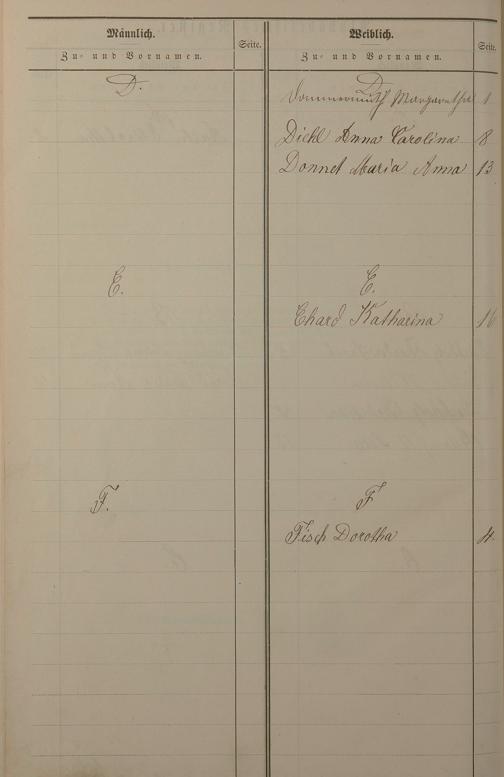 Männlich.
Zu- und Vornamen.
Seite.
D.
E.
F.
Weiblich.
Zu- und Vornamen.
Seite.
D.
Margaretha 1
Diehl Anna Carolina 8
Donnet Maria Anna 13
E.
Ehard Katharina 16
F
Fisch Dorotha 4